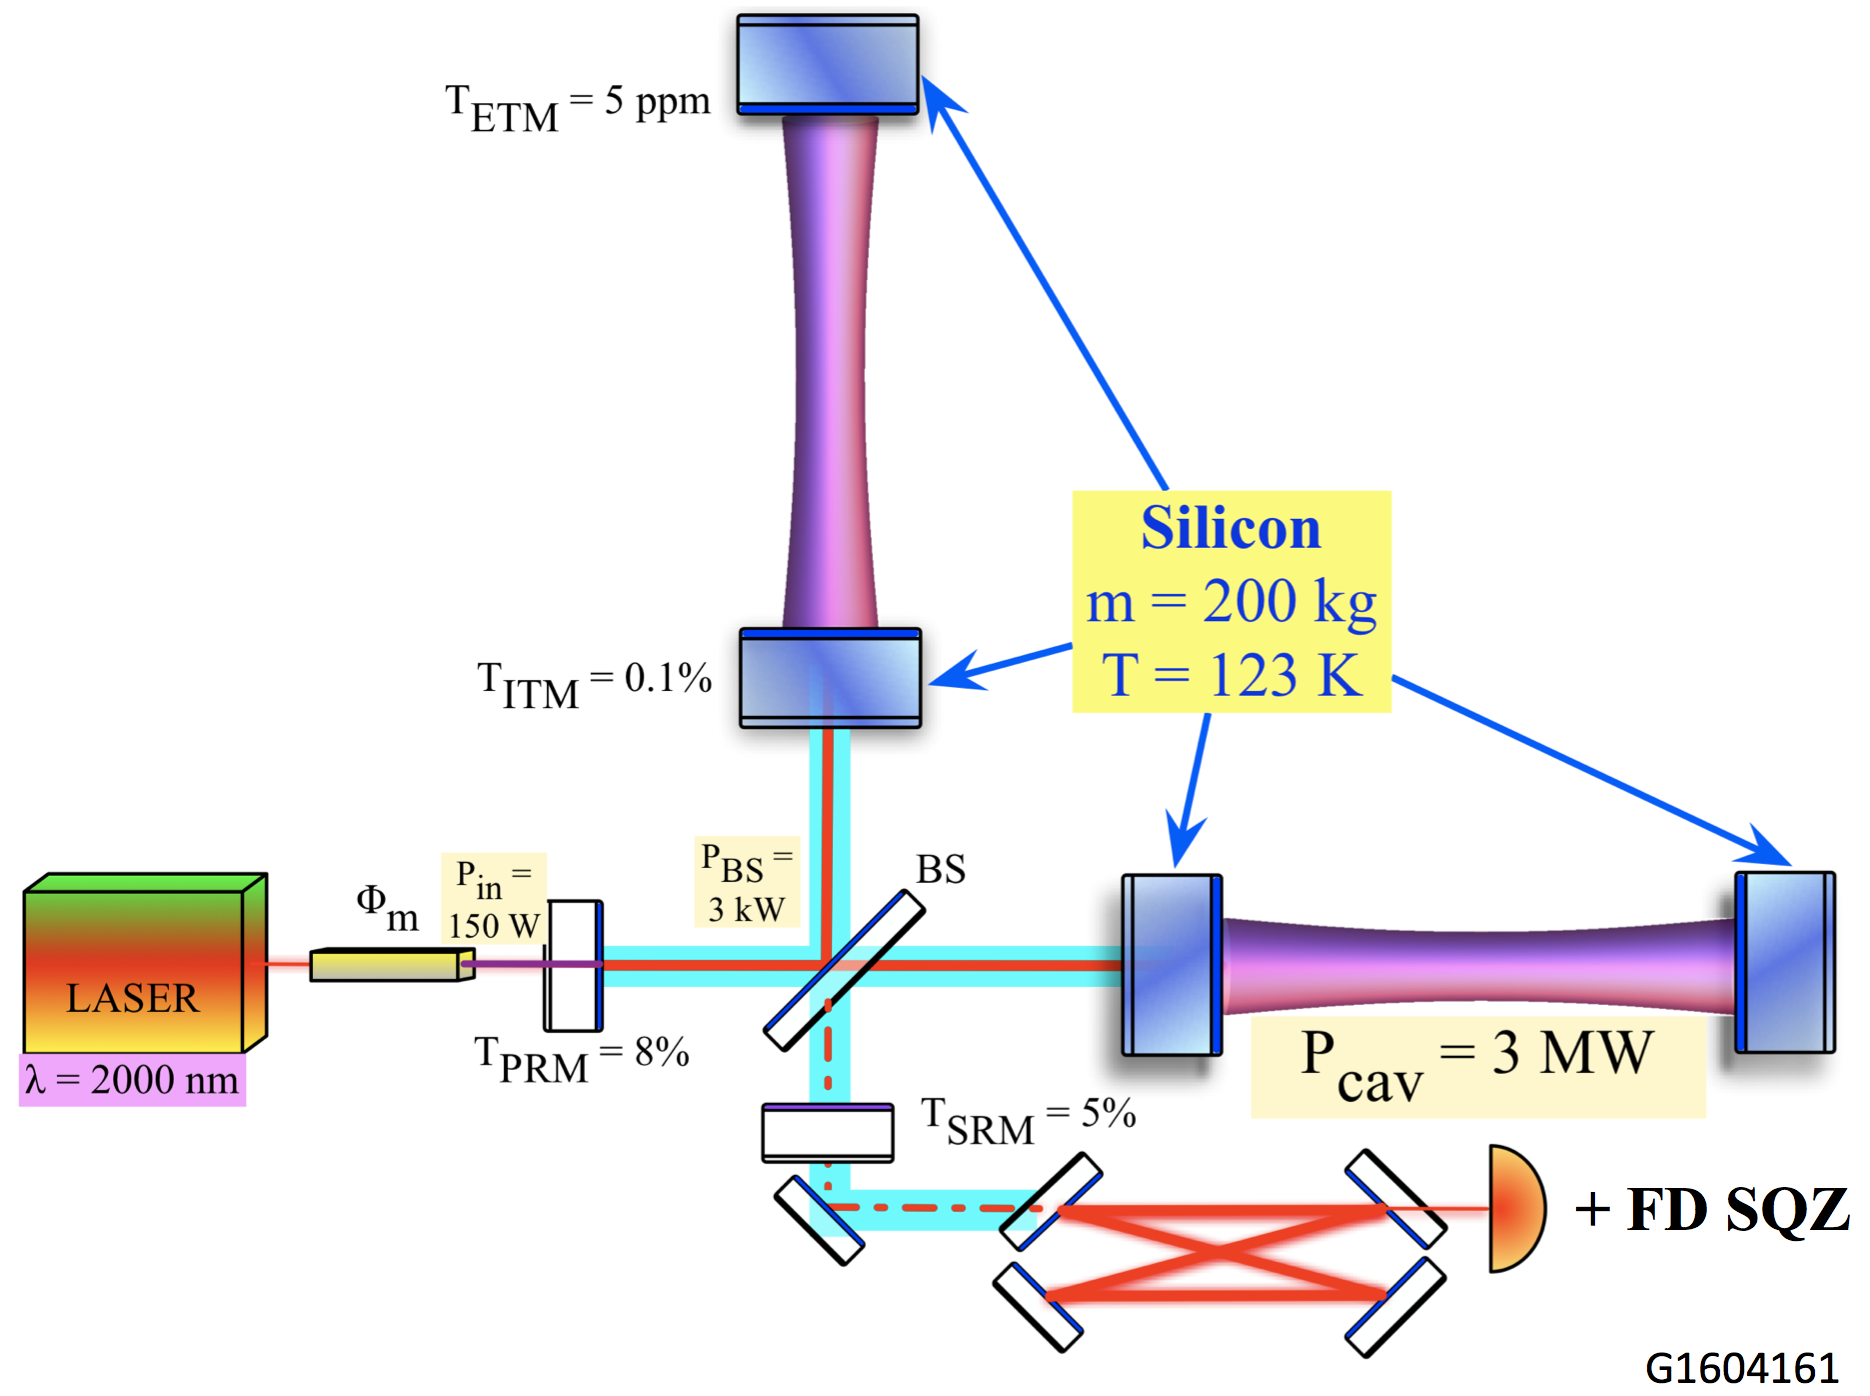 T_ETM = 5 ppm
Silicon
m = 200 kg
T = 123 K
T_ITM = 0.1%
P_BS =
3 kW
BS
P_in =
150 W
Φ_m
LASER
λ = 2000 nm
T_PRM = 8%
P_cav = 3 MW
T_SRM = 5%
+ FD SQZ
G1604161